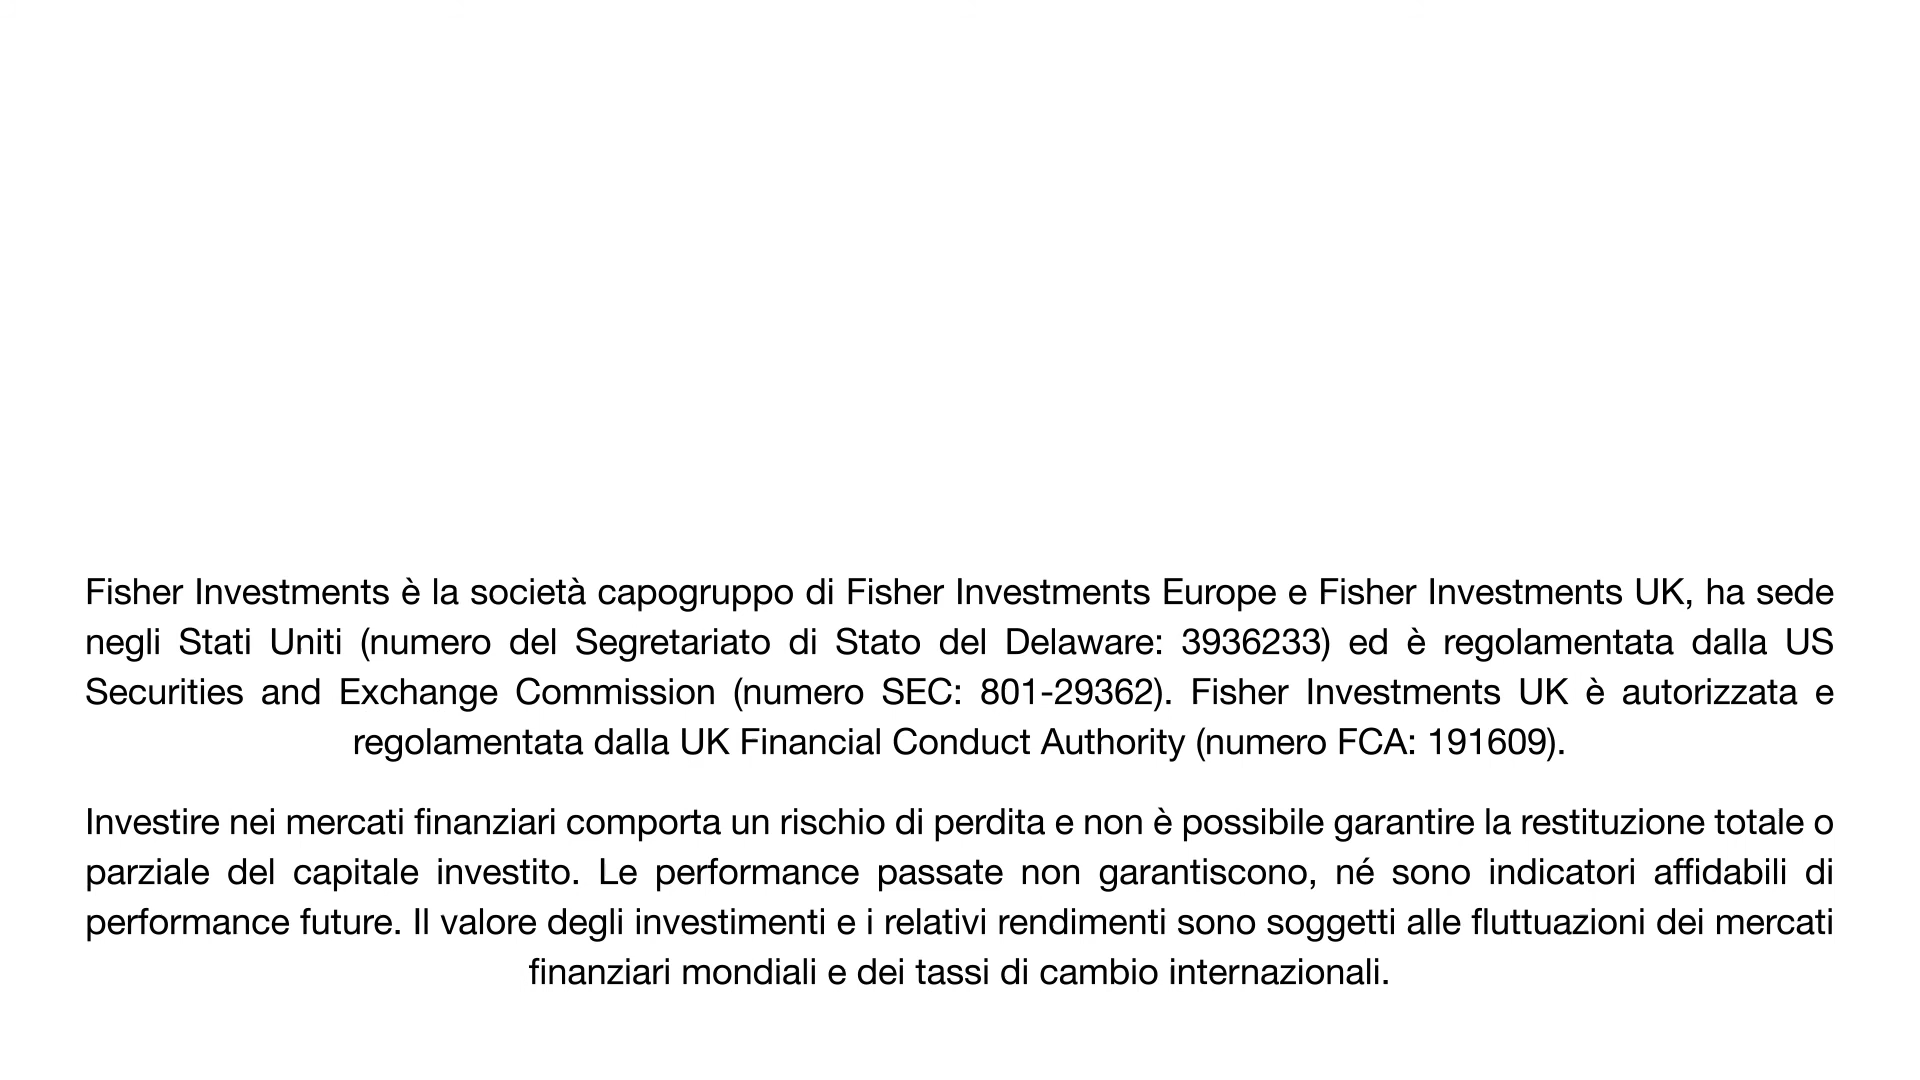 Fisher Investments è la società capogruppo di Fisher Investments Europe e Fisher Investments UK, ha sede
negli Stati Uniti (numero del Segretariato di Stato del Delaware: 3936233) ed è regolamentata dalla US
Securities and Exchange Commission (numero SEC: 801-29362). Fisher Investments UK è autorizzata e
regolamentata dalla UK Financial Conduct Authority (numero FCA: 191609).
Investire nei mercati finanziari comporta un rischio di perdita e non è possibile garantire la restituzione totale o
parziale del capitale investito. Le performance passate non garantiscono, né sono indicatori affidabili di
performance future. Il valore degli investimenti e i relativi rendimenti sono soggetti alle fluttuazioni dei mercati
finanziari mondiali e dei tassi di cambio internazionali.